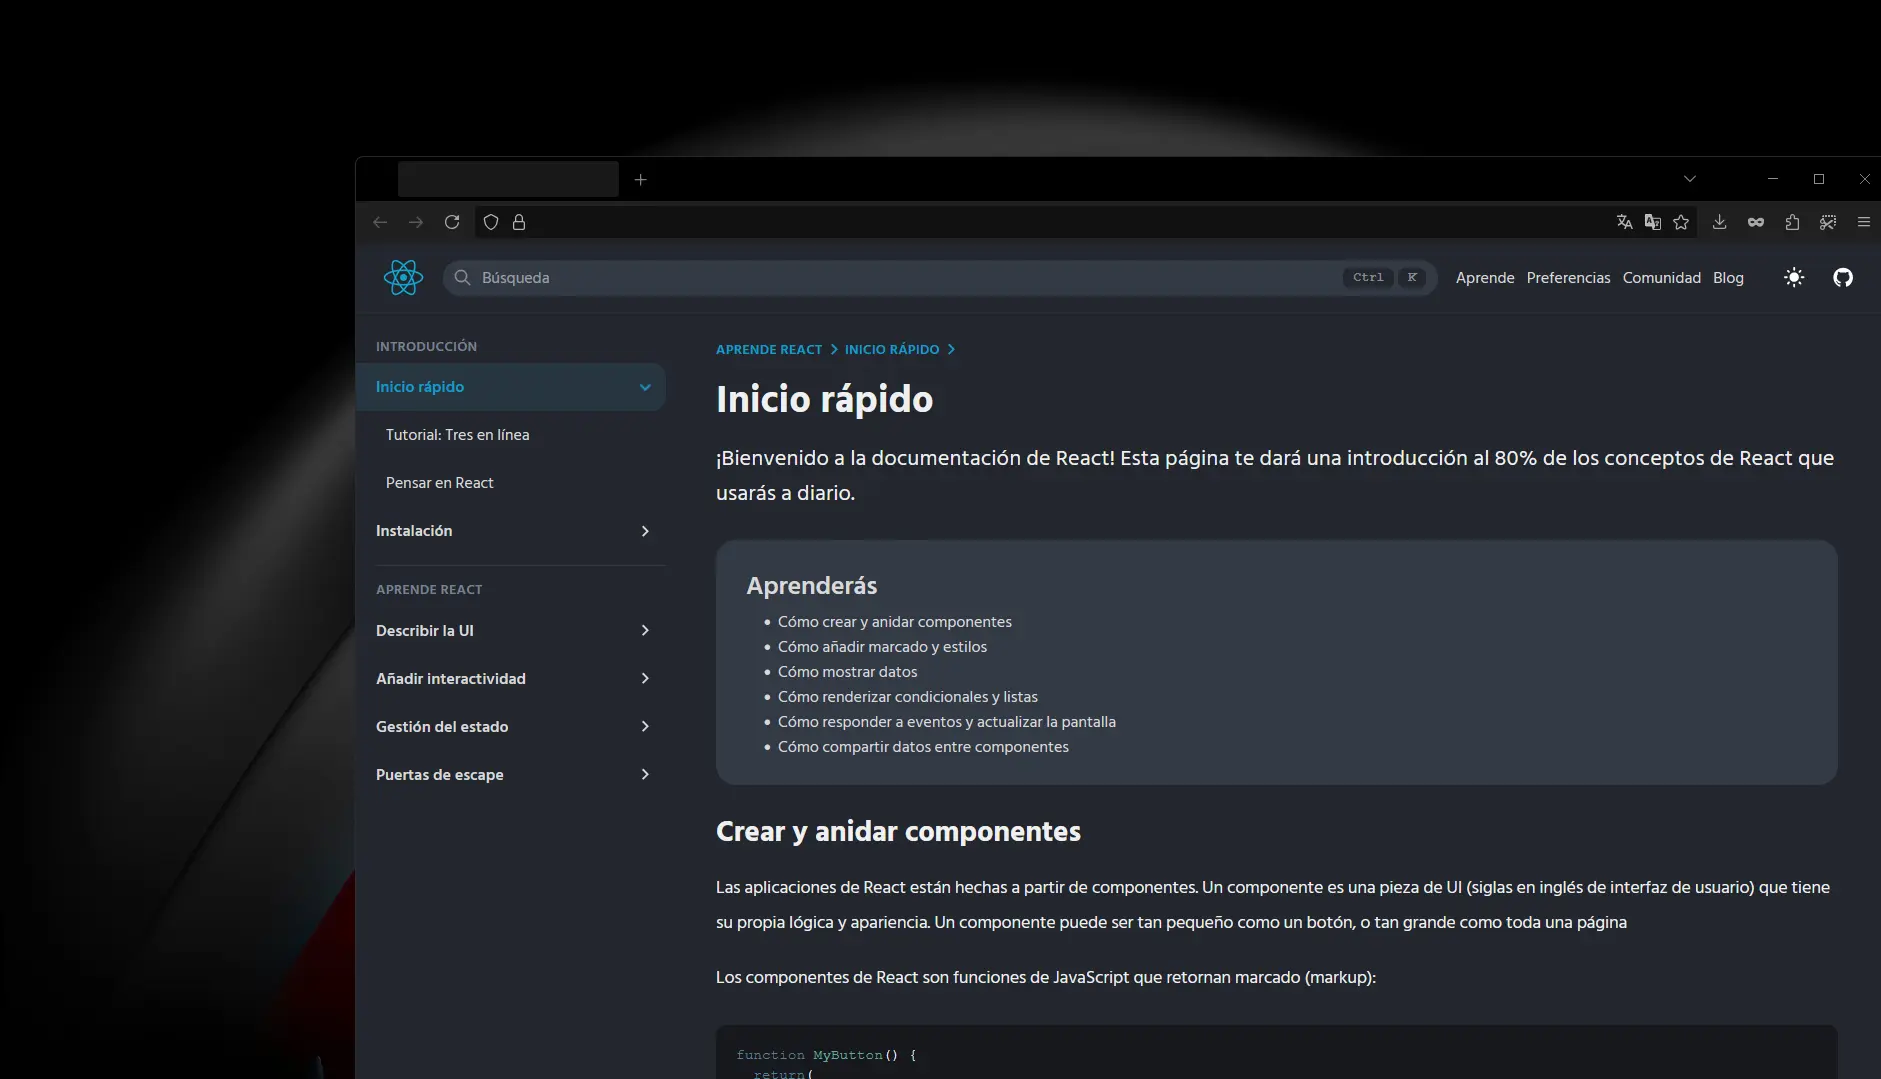 Búsqueda
Ctrl K
Aprende Preferencias Comunidad Blog
INTRODUCCIÓN
Inicio rápido
Tutorial: Tres en línea
Pensar en React
Instalación
APRENDE REACT
Describir la UI
Añadir interactividad
Gestión del estado
Puertas de escape
APRENDE REACT > INICIO RÁPIDO >
Inicio rápido
¡Bienvenido a la documentación de React! Esta página te dará una introducción al 80% de los conceptos de React que
usarás a diario.
Aprenderás
• Cómo crear y anidar componentes
• Cómo añadir marcado y estilos
• Cómo mostrar datos
• Cómo renderizar condicionales y listas
• Cómo responder a eventos y actualizar la pantalla
• Cómo compartir datos entre componentes
Crear y anidar componentes
Las aplicaciones de React están hechas a partir de componentes. Un componente es una pieza de UI (siglas en inglés de interfaz de usuario) que tiene
su propia lógica y apariencia. Un componente puede ser tan pequeño como un botón, o tan grande como toda una página
Los componentes de React son funciones de JavaScript que retornan marcado (markup):
function MyButton() {
return(